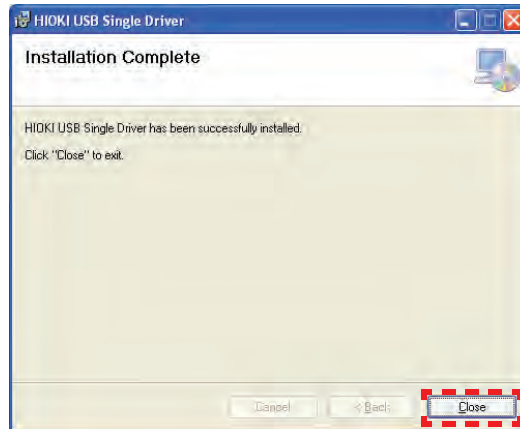 HIOKI USB Single Driver
Installation Complete
HIOKI USB Single Driver has been successfully installed.
Click "Close" to exit.
Cancel < Back Close